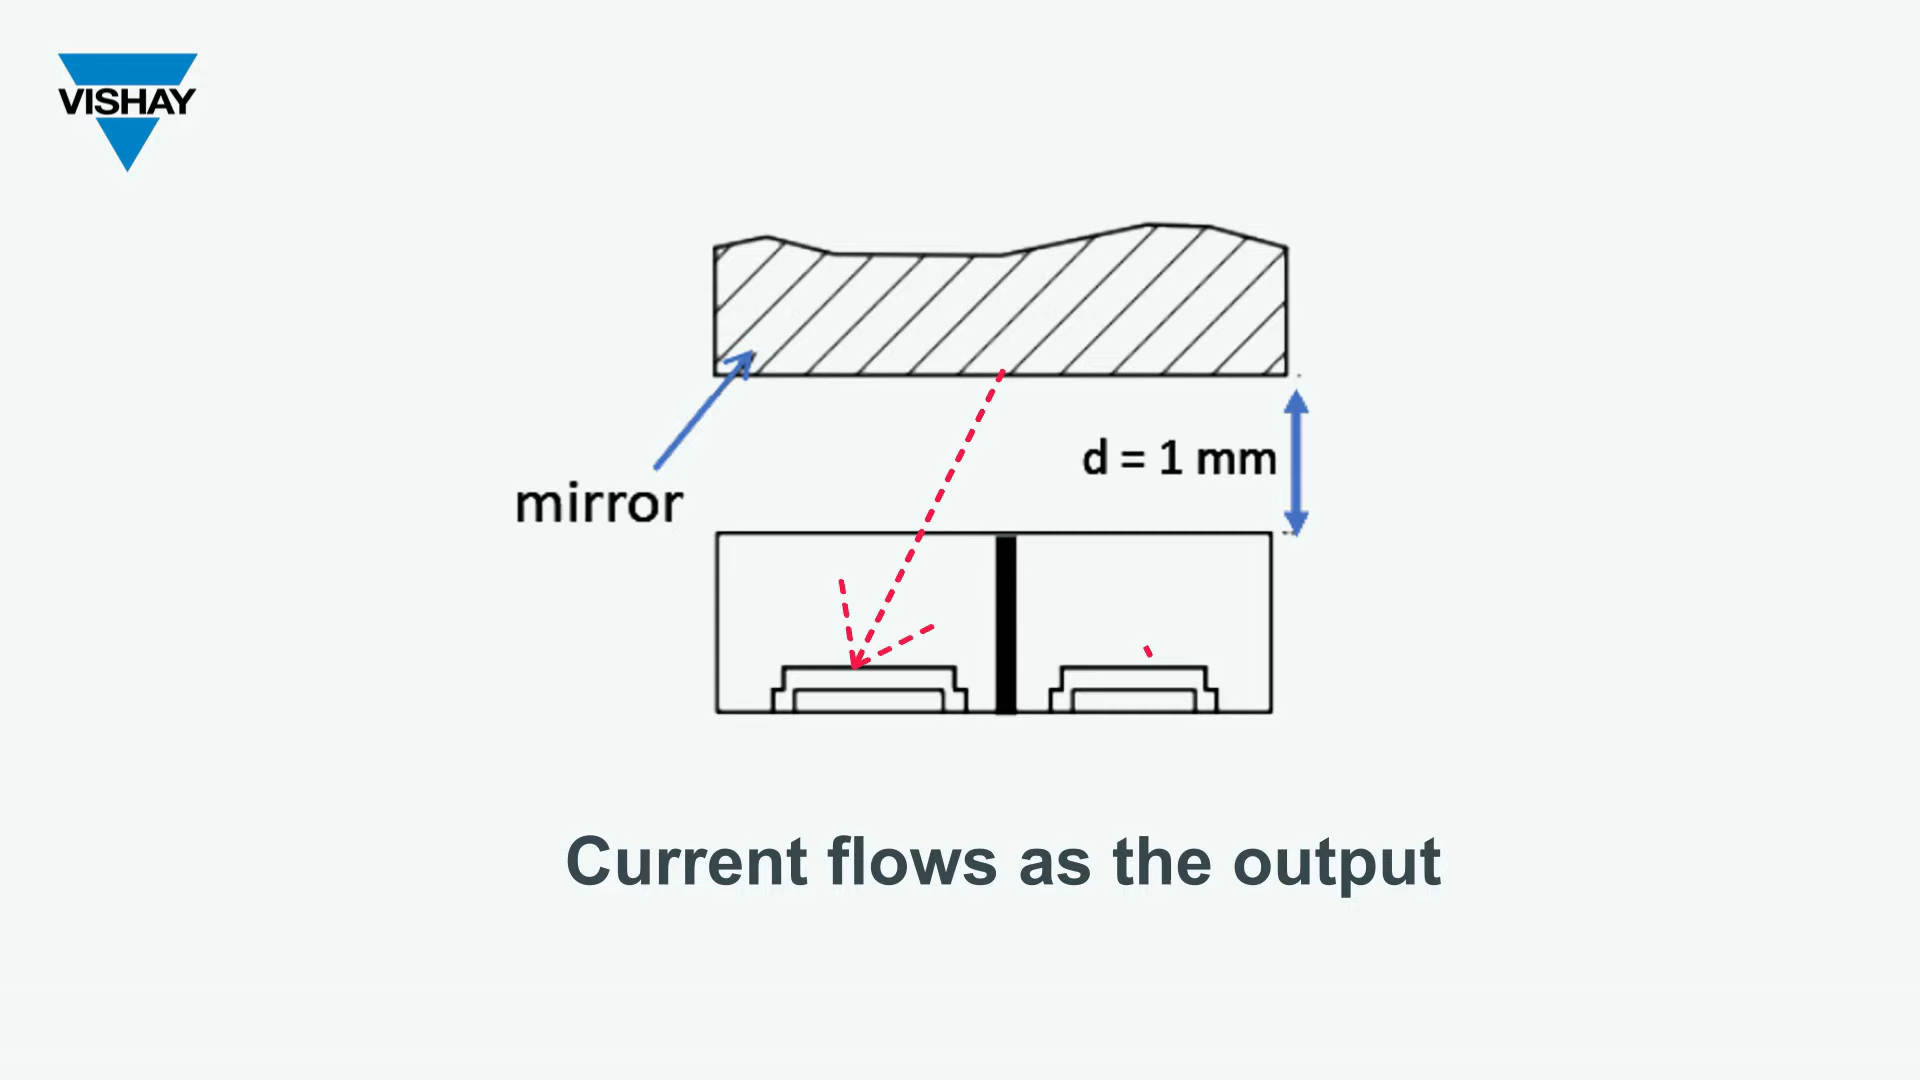 VISHAY
d = 1 mm
mirror
Current flows as the output